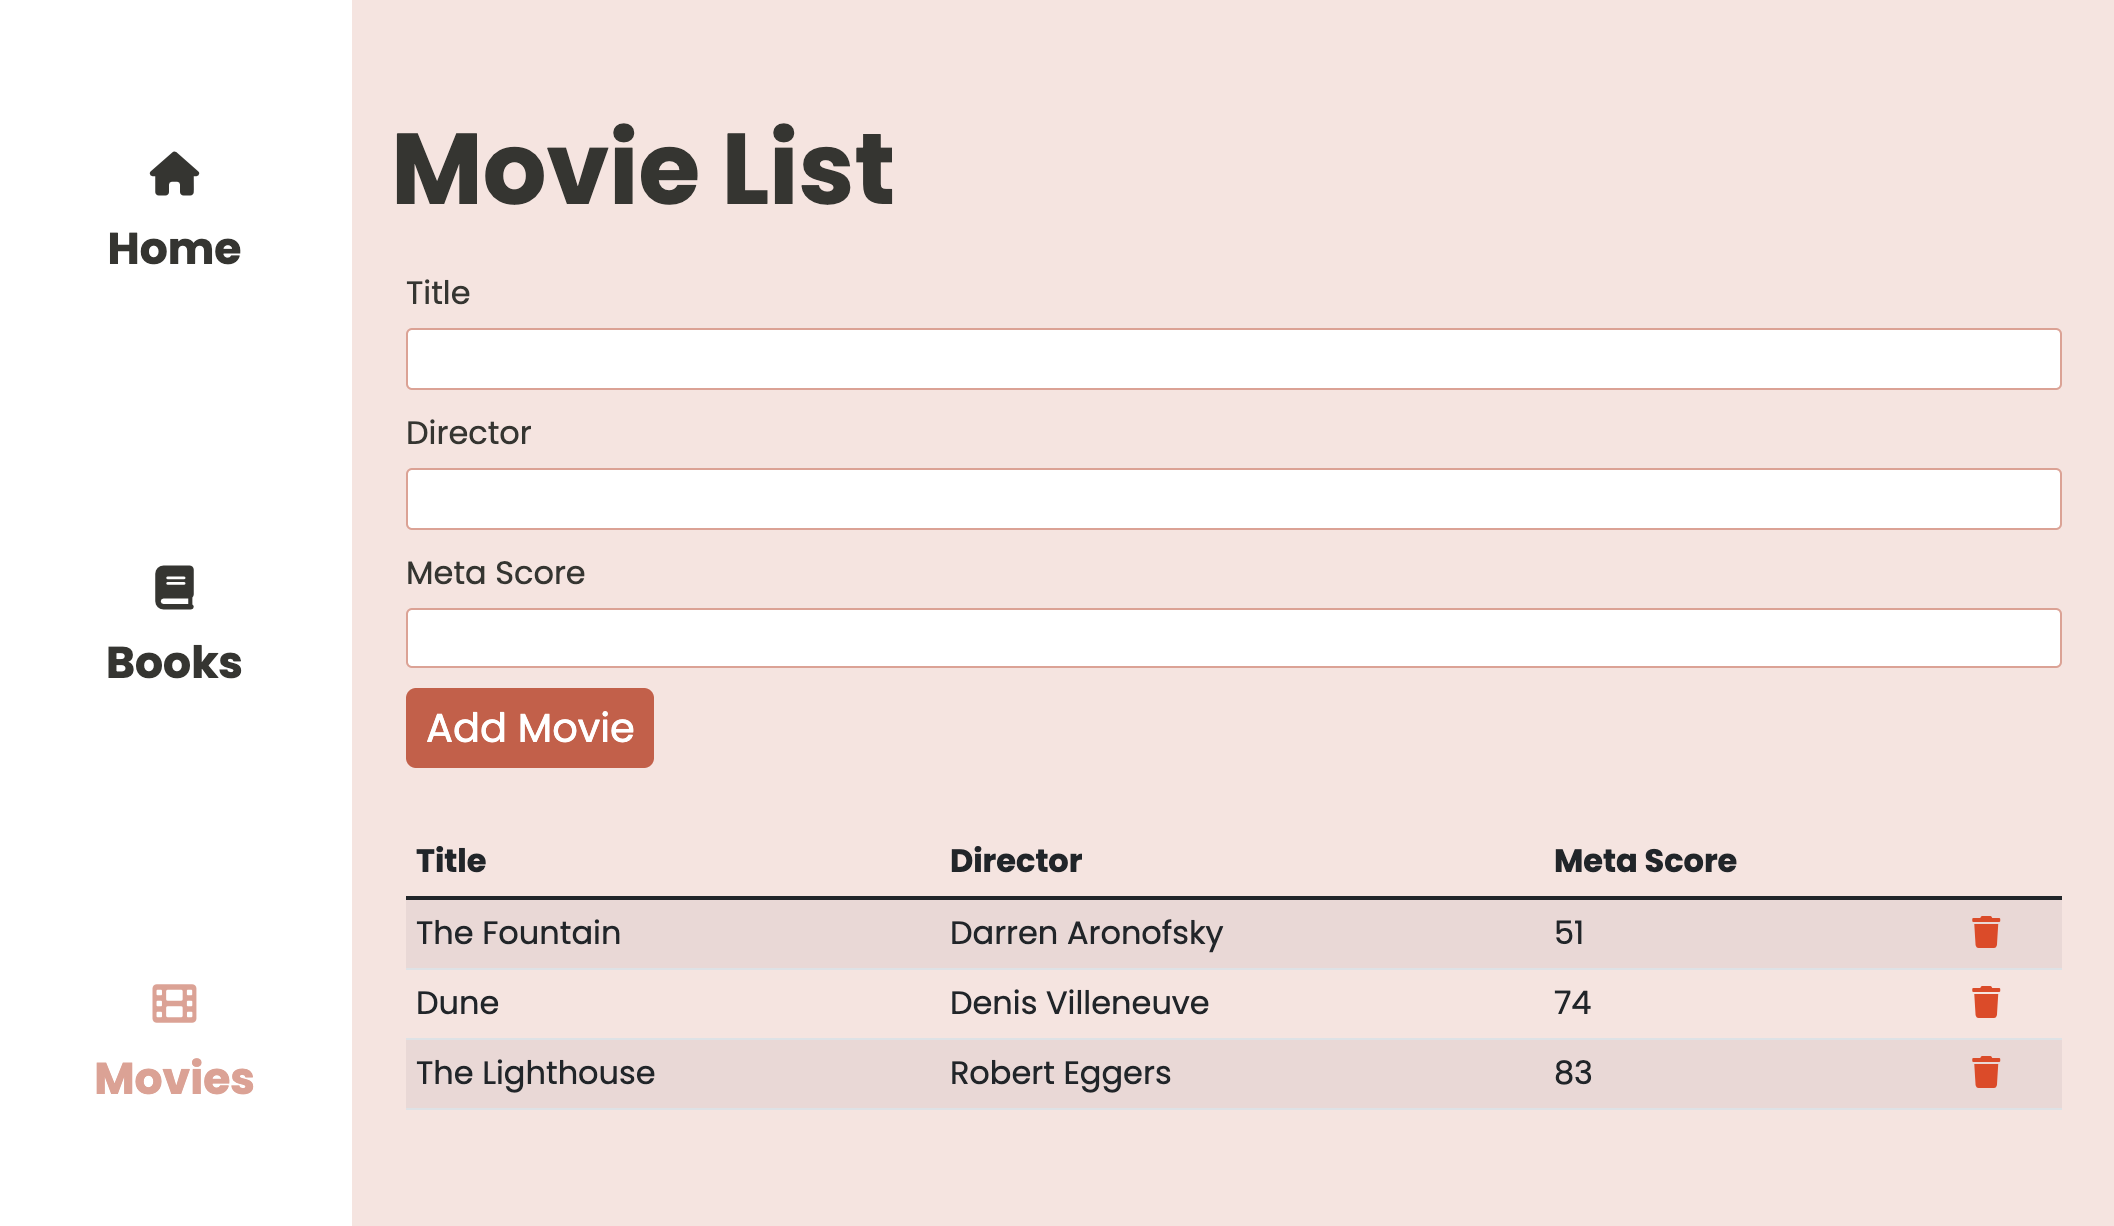 Home
Books
Movies
Movie List
Title
Director
Meta Score
Add Movie
Title Director Meta Score
The Fountain Darren Aronofsky 51
Dune Denis Villeneuve 74
The Lighthouse Robert Eggers 83